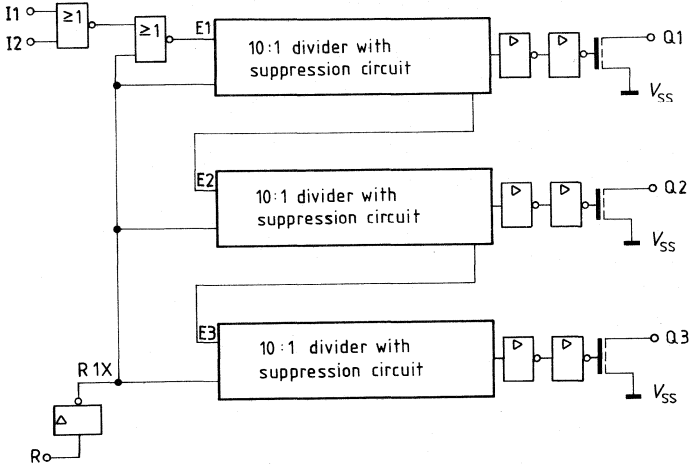 I1
≥1
≥1
E1
I2
10:1 divider with
suppression circuit
Q1
VSS
E2
10:1 divider with
suppression circuit
Q2
VSS
E3
10:1 divider with
suppression circuit
Q3
VSS
R1X
R